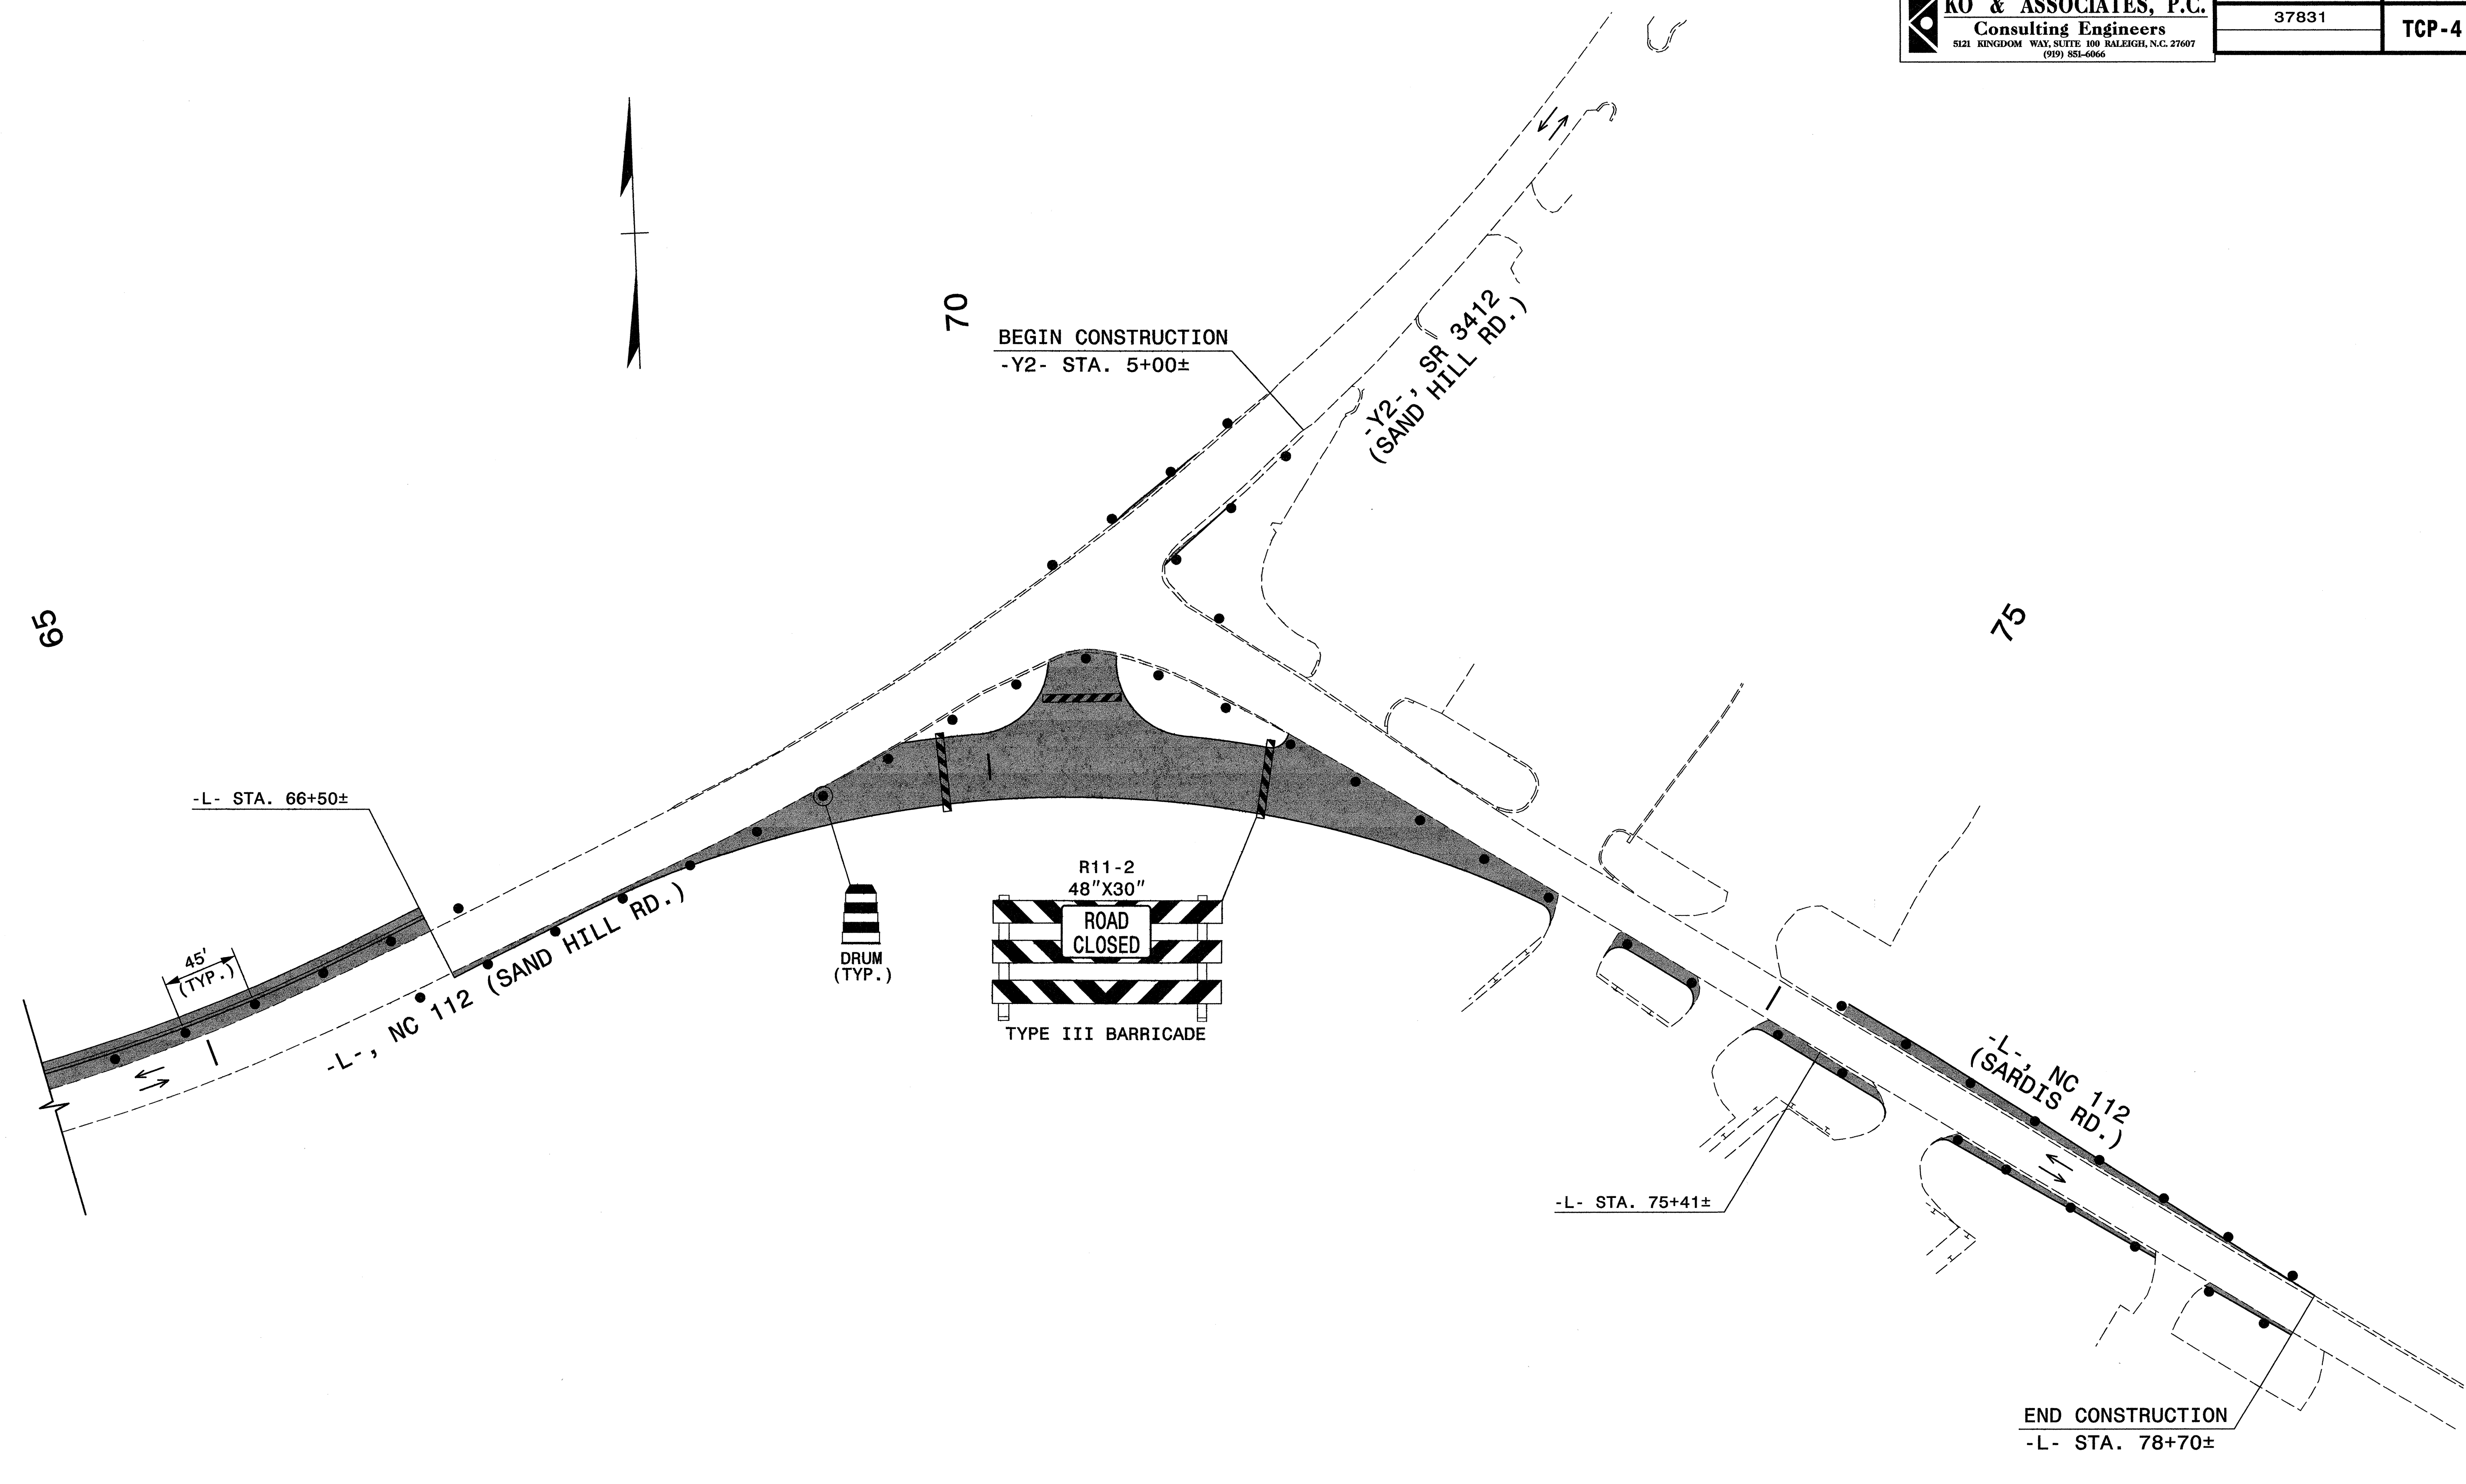 KO & ASSOCIATES, P.C.
Consulting Engineers
5121 KINGDOM WAY, SUITE 100 RALEIGH, N.C. 27607
(919) 851-6066
37831
TCP-4
70
BEGIN CONSTRUCTION
-Y2- STA. 5+00±
-Y2-, SR 3412
(SAND HILL RD.)
65
75
-L- STA. 66+50±
45'
(TYP.)
-L-, NC 112 (SAND HILL RD.)
DRUM
(TYP.)
R11-2
48"X30"
ROAD
CLOSED
TYPE III BARRICADE
-L-, NC 112
(SARDIS RD.)
-L- STA. 75+41±
END CONSTRUCTION
-L- STA. 78+70±